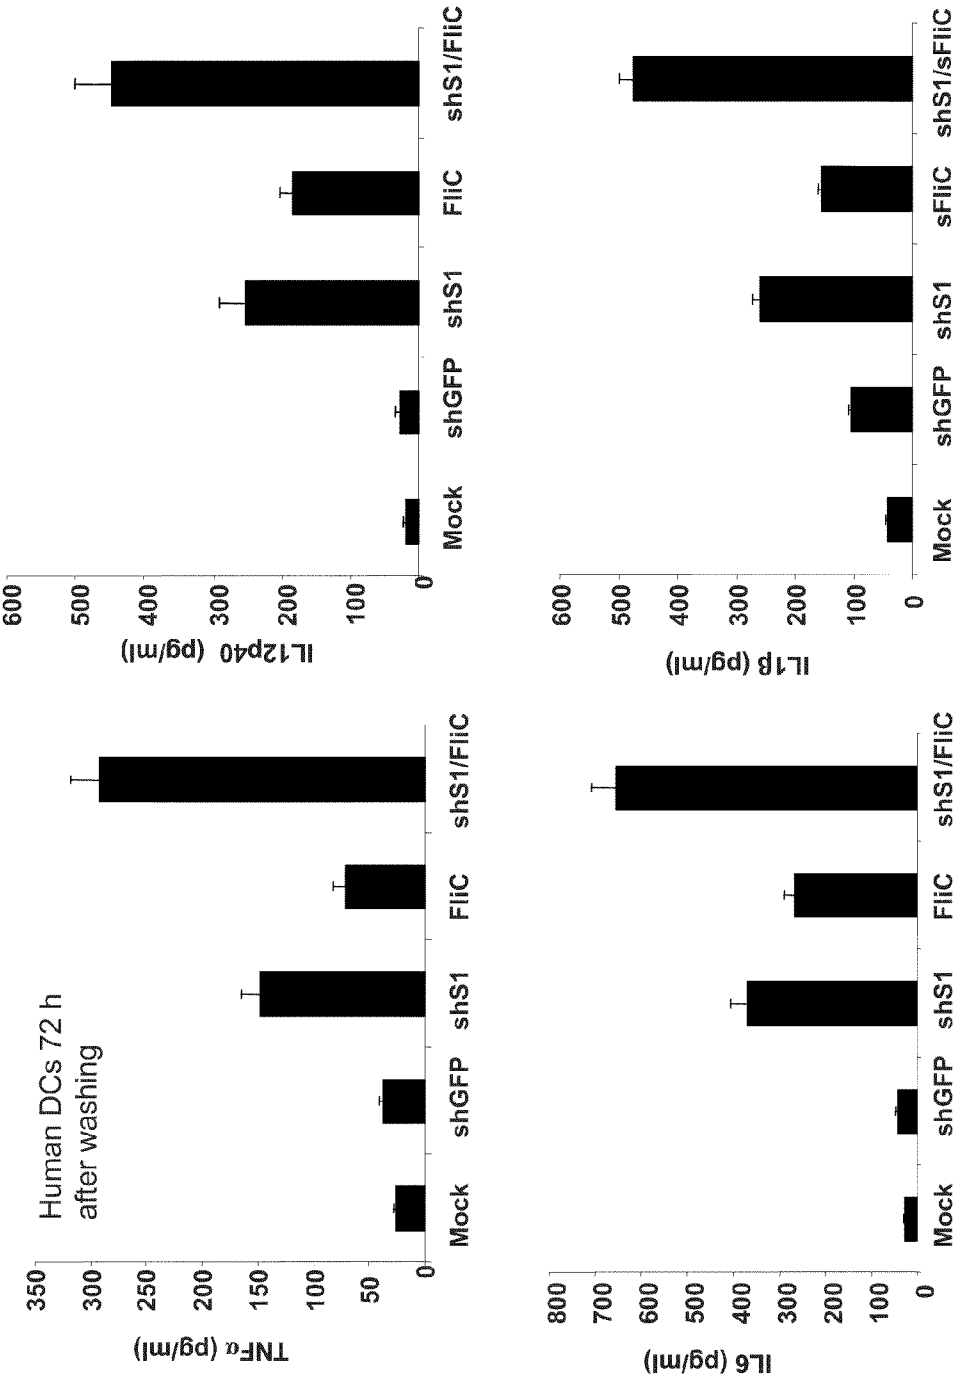 Human DCs 72 h
after washing
TNFα (pg/ml)
350
300
250
200
150
100
50
0
Mock
shGFP
shS1
FliC
shS1/FliC
IL12p40 (pg/ml)
600
500
400
300
200
100
0
Mock
shGFP
shS1
FliC
shS1/FliC
IL6 (pg/ml)
800
700
600
500
400
300
200
100
0
Mock
shGFP
shS1
FliC
shS1/FliC
IL1β (pg/ml)
600
500
400
300
200
100
0
Mock
shGFP
shS1
sFliC
shS1/sFliC